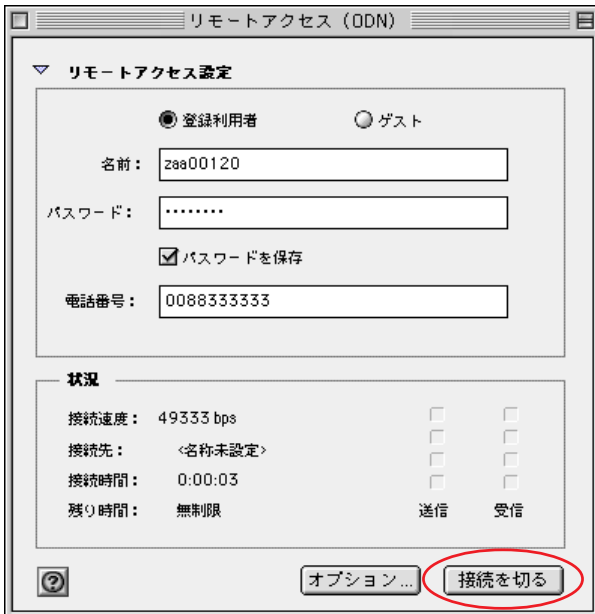 リモートアクセス (ODN)
リモートアクセス設定
登録利用者 ゲスト
名前： zaa00120
パスワード： ••••••••
パスワードを保存
電話番号： 0088333333
状況
接続速度： 49333 bps
接続先： <名称未設定>
接続時間： 0:00:03
残り時間： 無制限 送信 受信
? オプション... 接続を切る